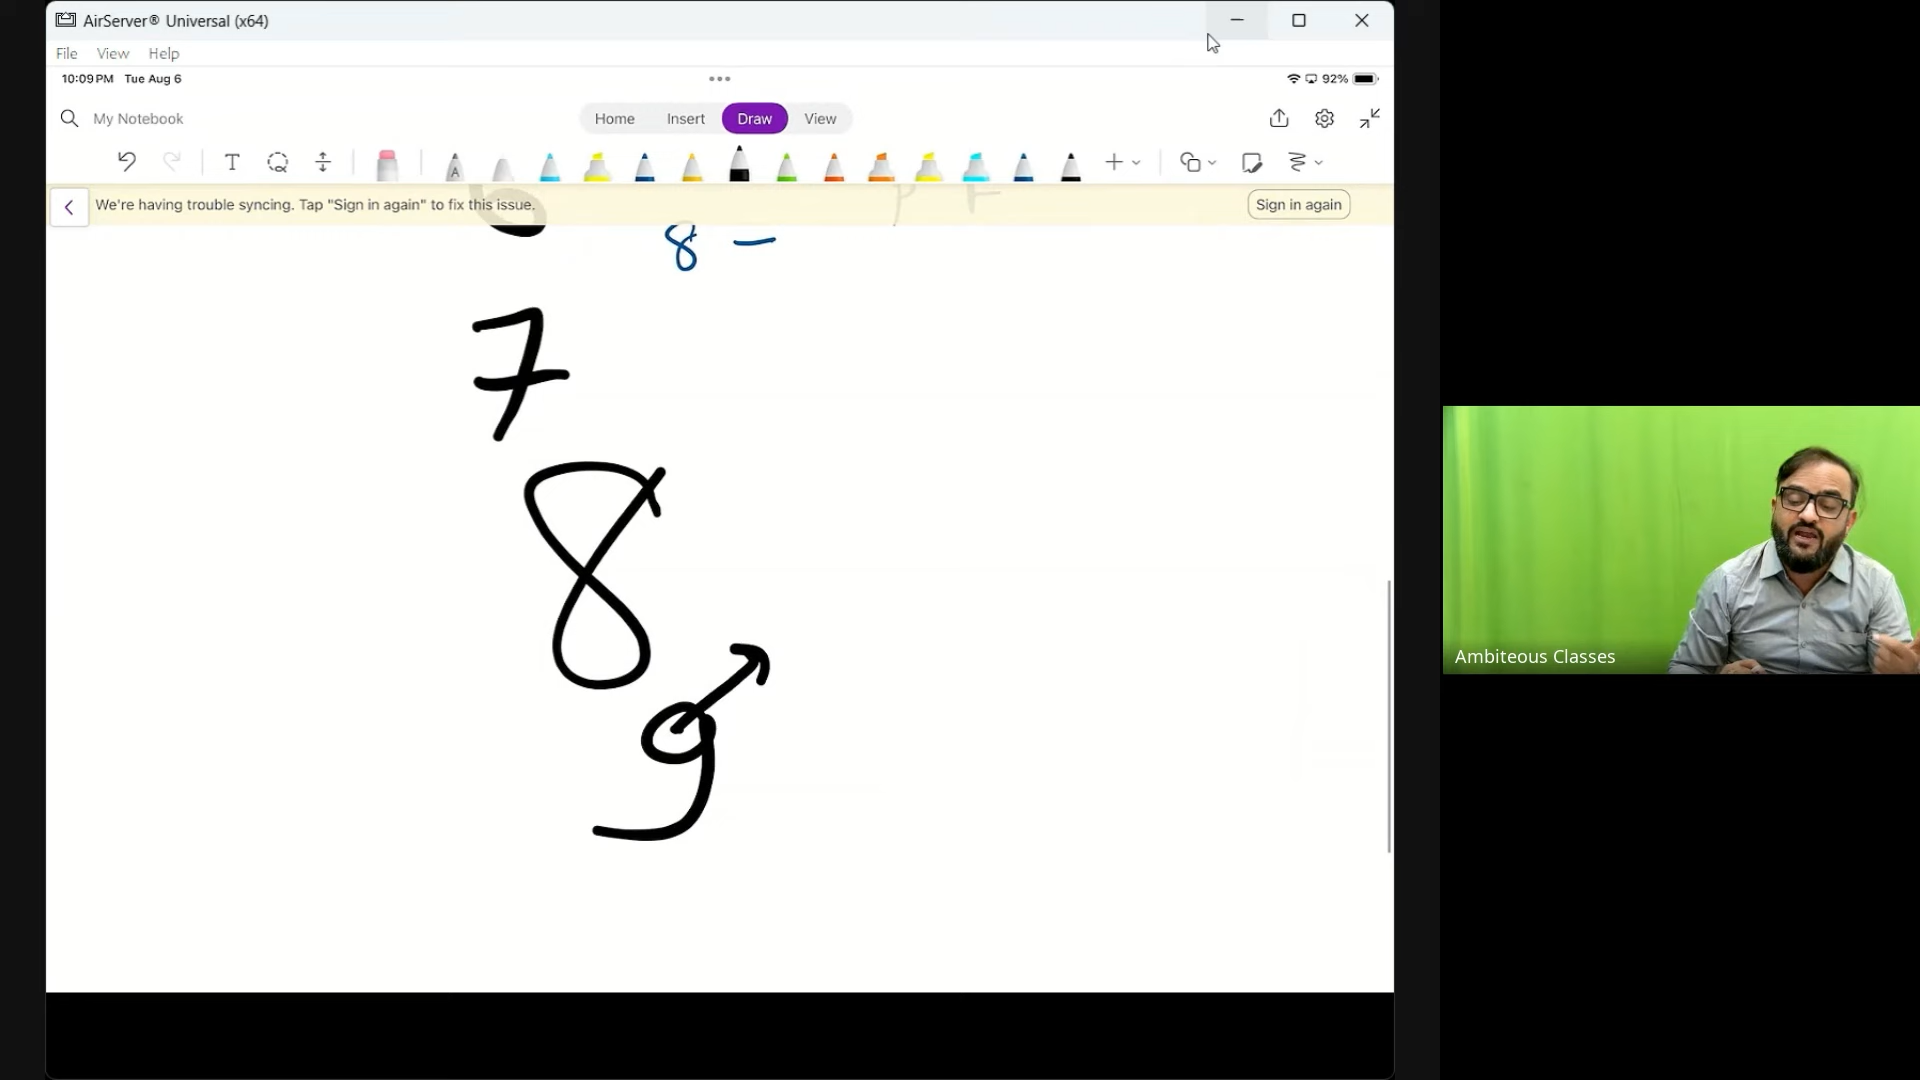 AirServer® Universal (x64)
File View Help
10:09 PM Tue Aug 6 92%
My Notebook Home Insert Draw View
T A
We're having trouble syncing. Tap "Sign in again" to fix this issue. Sign in again
6 P F
8 –
7
8
9
Ambiteous Classes